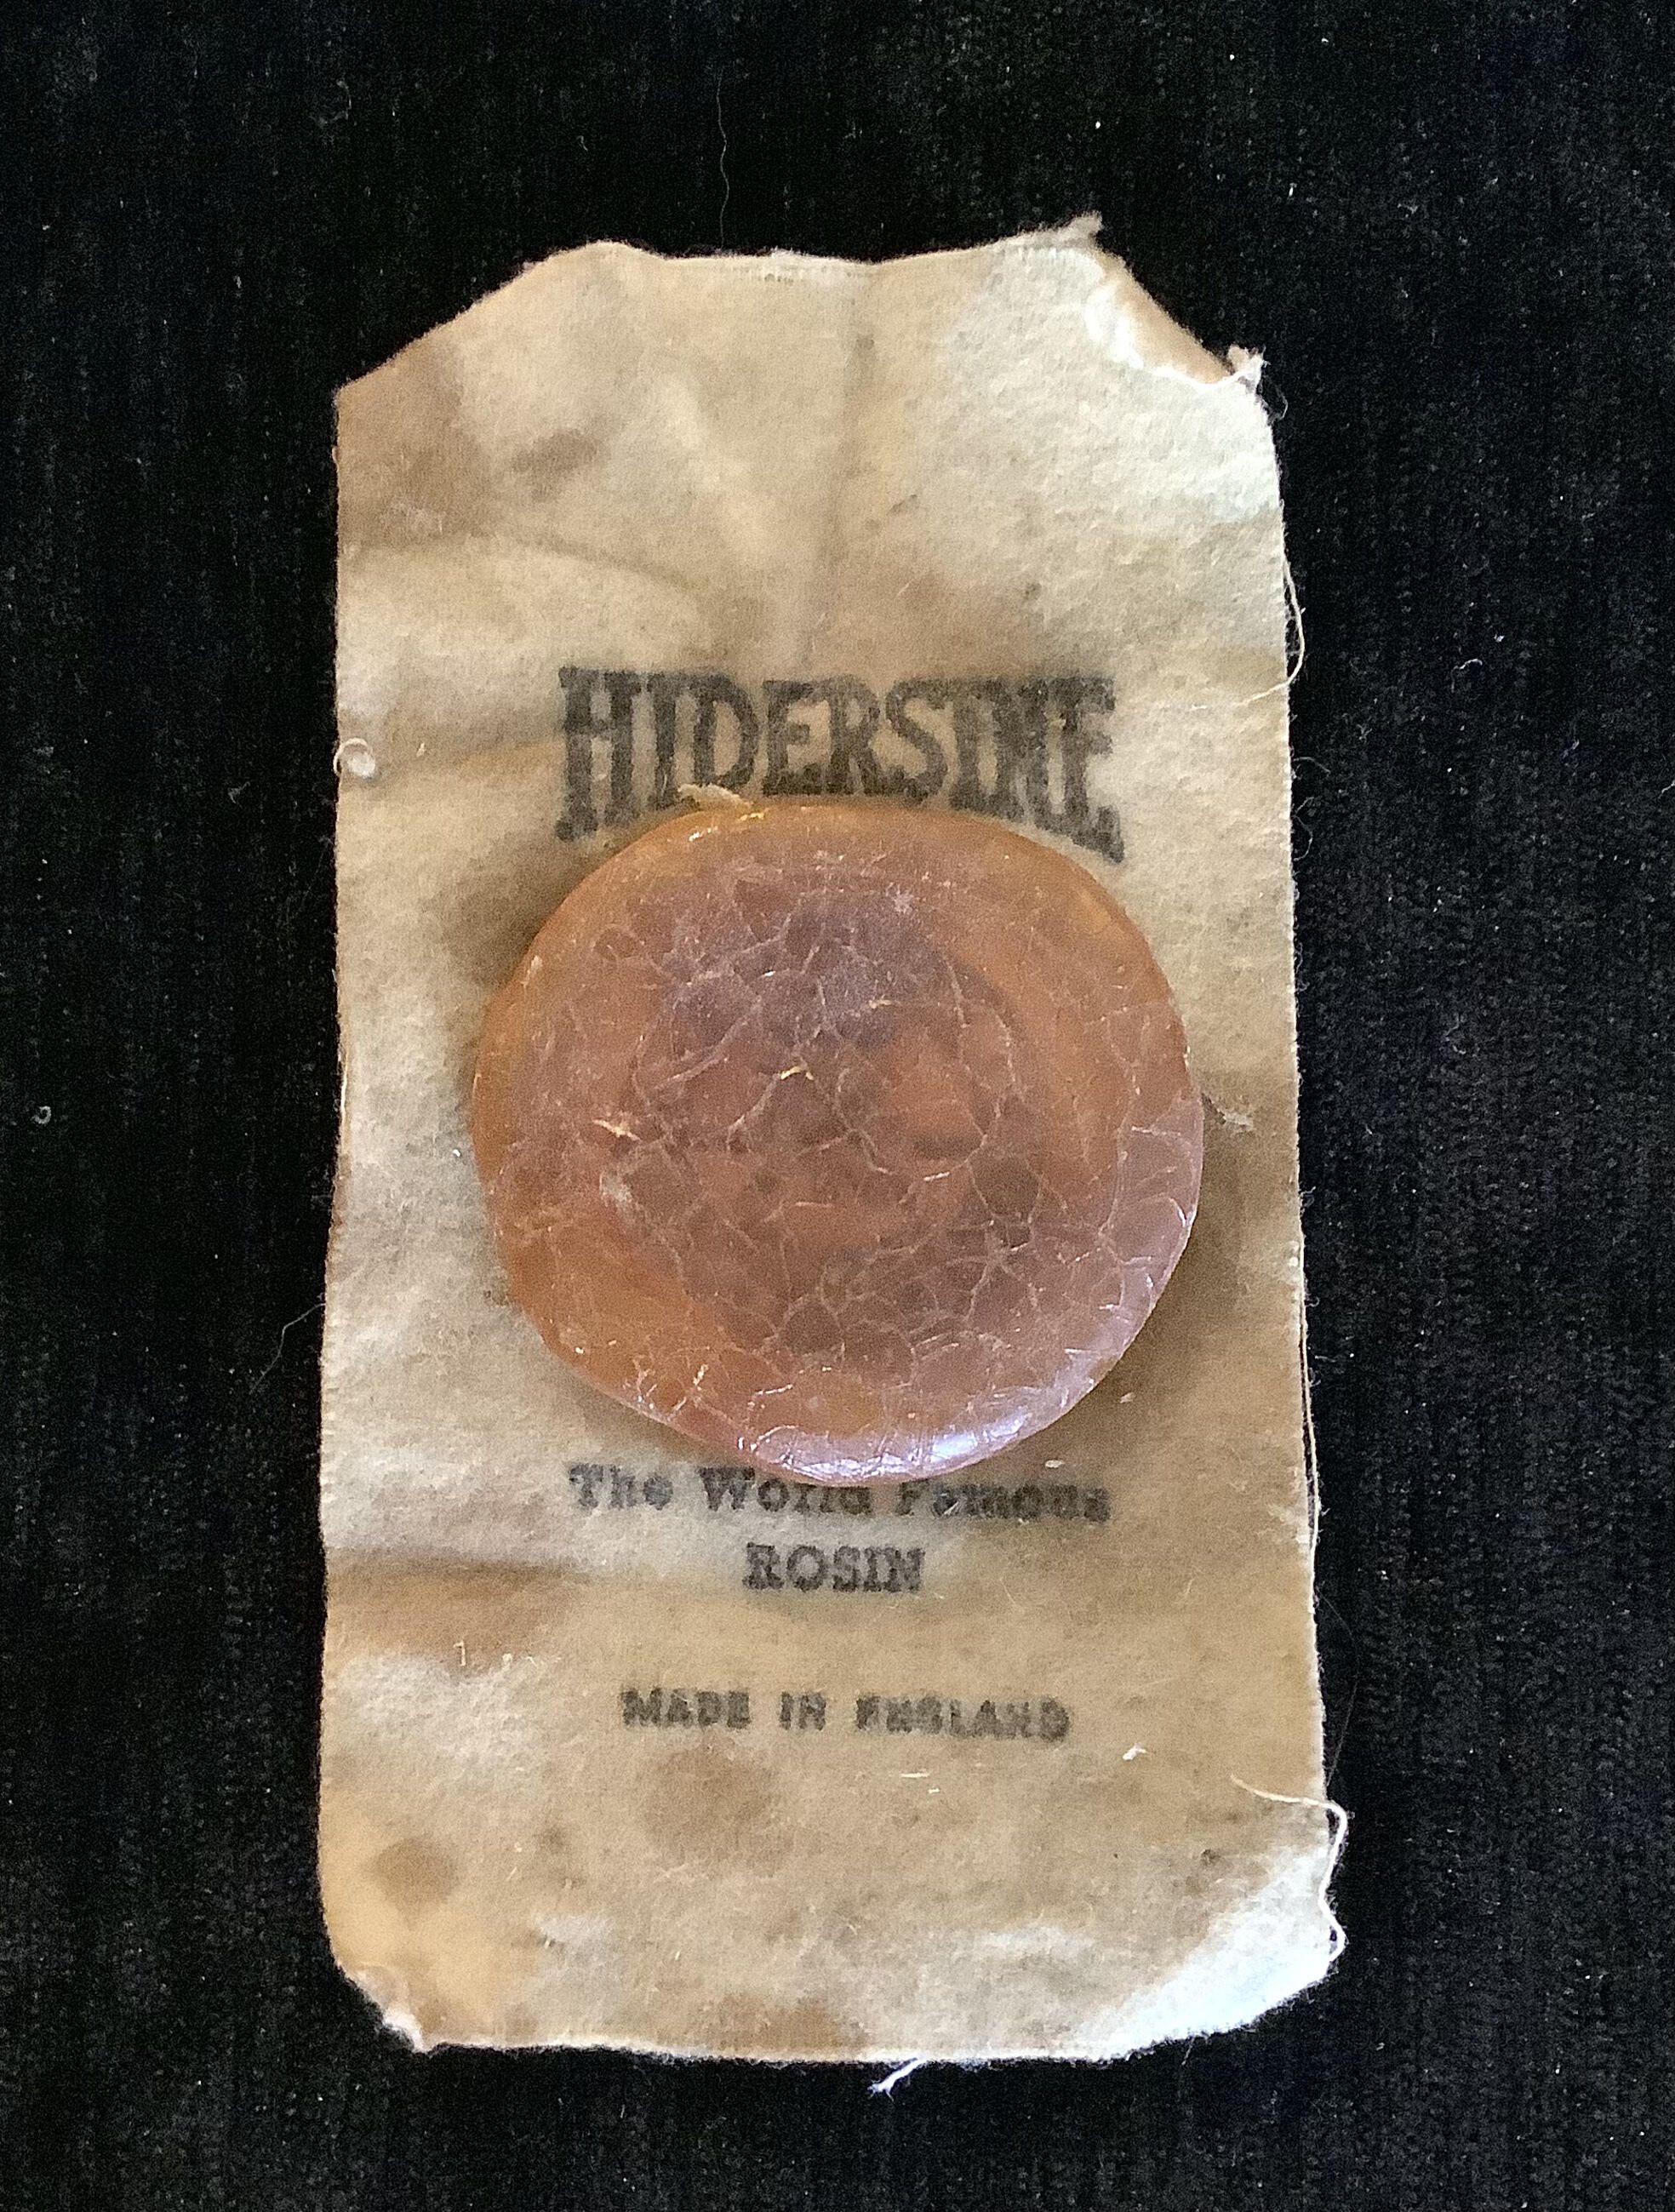 HIDERSINE
The World Famous
ROSIN
MADE IN ENGLAND